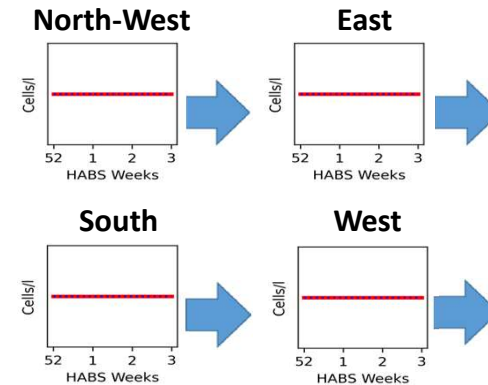 North-West
East
Cells/l
52 1 2 3
HABS Weeks
Cells/l
52 1 2 3
HABS Weeks
South
West
Cells/l
52 1 2 3
HABS Weeks
Cells/l
52 1 2 3
HABS Weeks